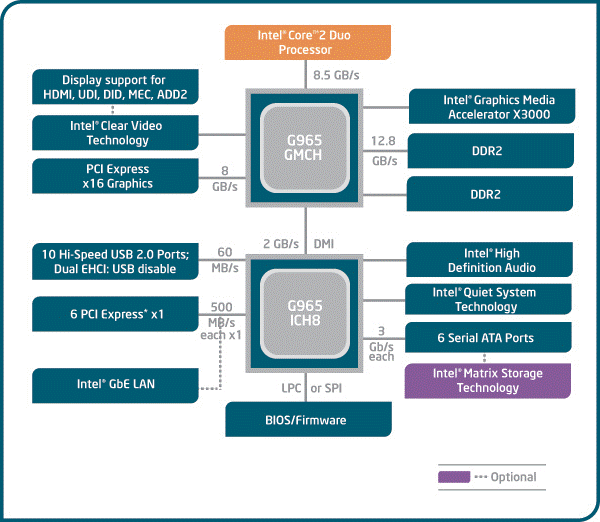 Intel® Core™2 Duo
Processor
8.5 GB/s
Display support for
HDMI, UDI, DID, MEC, ADD2
Intel® Clear Video
Technology
PCI Express
x16 Graphics
8
GB/s
G965
GMCH
Intel® Graphics Media
Accelerator X3000
12.8
GB/s
DDR2
DDR2
2 GB/s DMI
10 Hi-Speed USB 2.0 Ports;
Dual EHCI: USB disable
60
MB/s
6 PCI Express* x1
500
MB/s
each x1
Intel® GbE LAN
G965
ICH8
Intel® High
Definition Audio
Intel® Quiet System
Technology
3
Gb/s
each
6 Serial ATA Ports
Intel® Matrix Storage
Technology
LPC or SPI
BIOS/Firmware
Optional